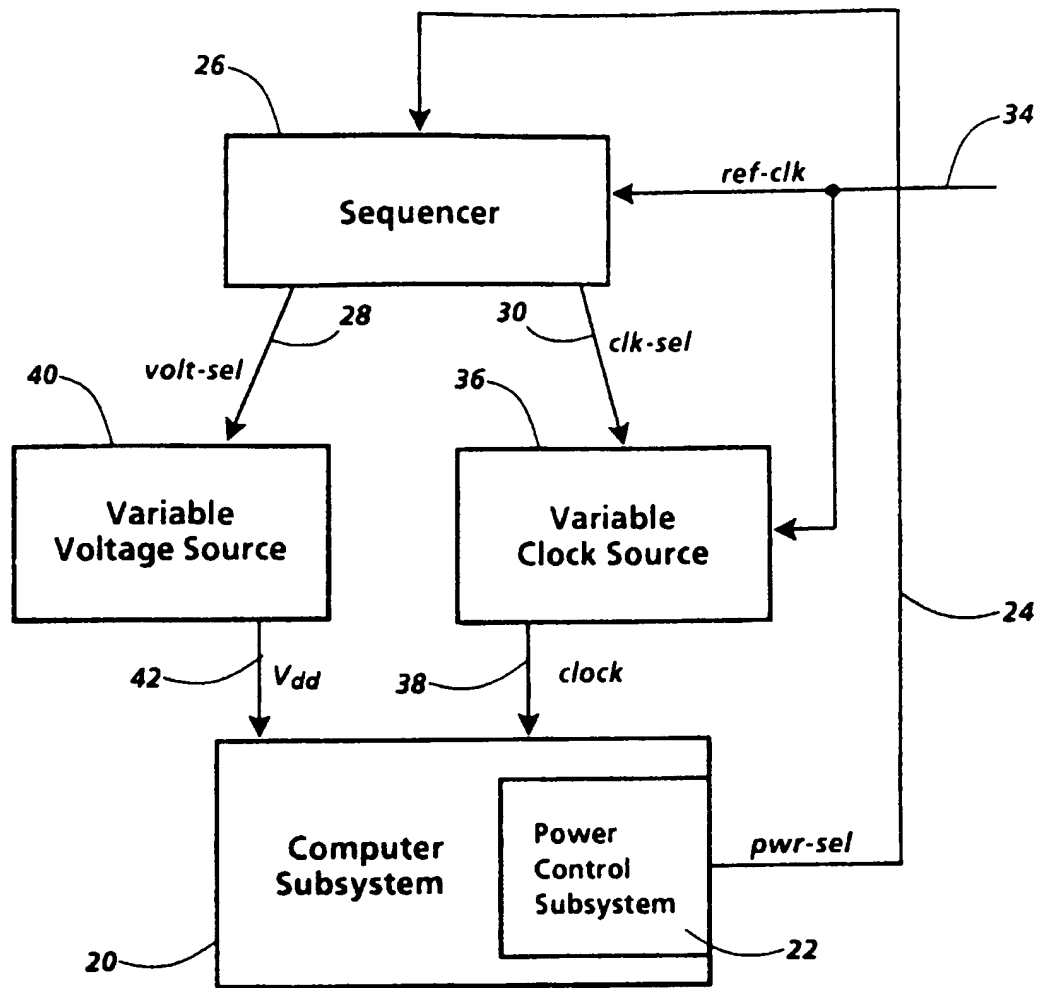 26
34
ref-clk
Sequencer
28
30
volt-sel
clk-sel
40
36
Variable
Voltage Source
Variable
Clock Source
24
42
Vdd
38
clock
Computer
Subsystem
Power
Control
Subsystem
pwr-sel
20
22